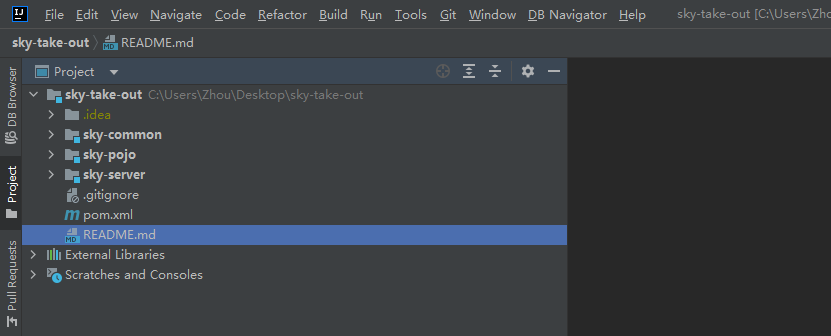 IJ File Edit View Navigate Code Refactor Build Run Tools Git Window DB Navigator Help sky-take-out [C:\Users\Zho
sky-take-out README.md
DB Browser
Project
Pull Requests
Project
sky-take-out C:\Users\Zhou\Desktop\sky-take-out
.idea
sky-common
sky-pojo
sky-server
.gitignore
m pom.xml
MD README.md
External Libraries
Scratches and Consoles